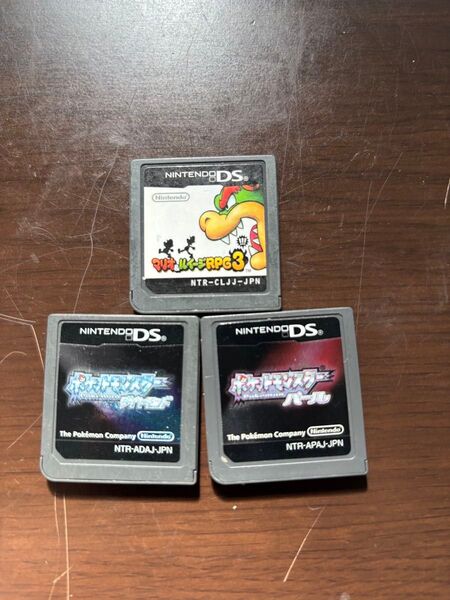 NINTENDO DS
Nintendo
マリオ&ルイージRPG3
NTR-CLJJ-JPN
NINTENDO DS
ポケットモンスター
ダイヤモンド
The Pokémon Company Nintendo
NTR-ADAJ-JPN
NINTENDO DS
ポケットモンスター
パール
The Pokémon Company Nintendo
NTR-APAJ-JPN